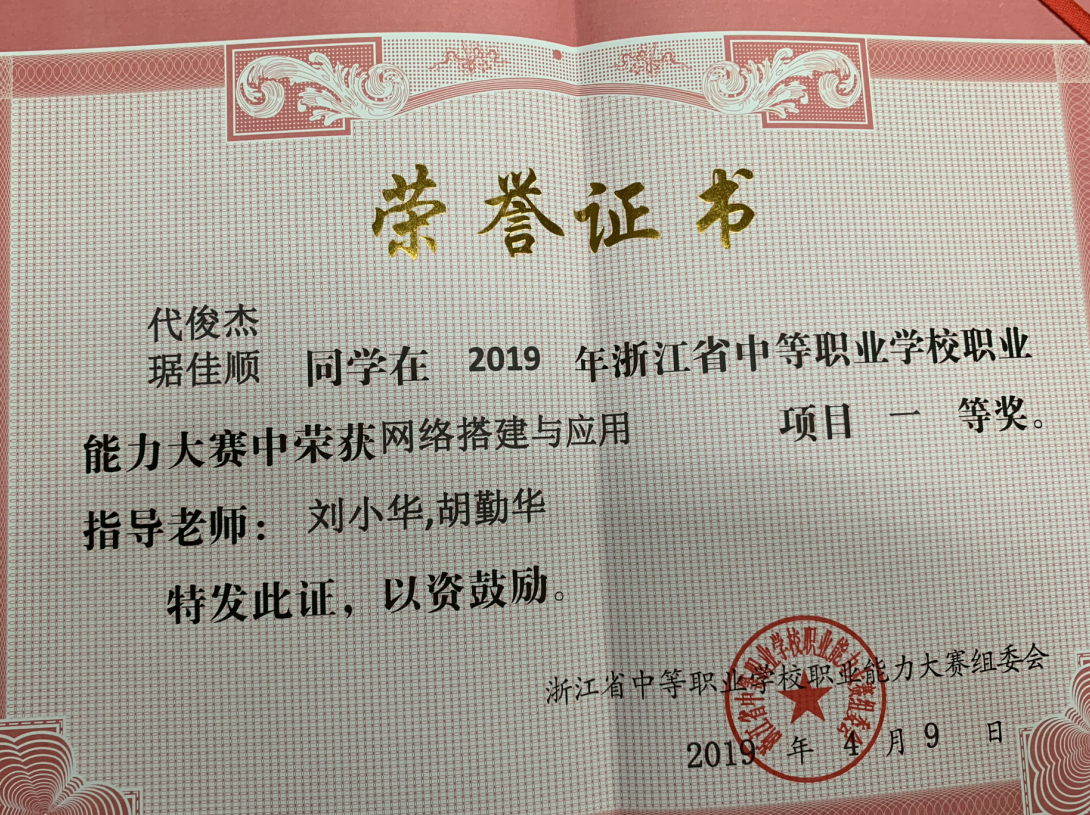 荣誉证书
代俊杰
琚佳顺 同学在 2019 年浙江省中等职业学校职业
能力大赛中荣获网络搭建与应用 项目 一 等奖。
指导老师：刘小华,胡勤华
特发此证，以资鼓励。
浙江省中等职业学校职业能力大赛组委会
2019 年 4 月 9 日
浙江省中等职业学校职业能力大赛组委会